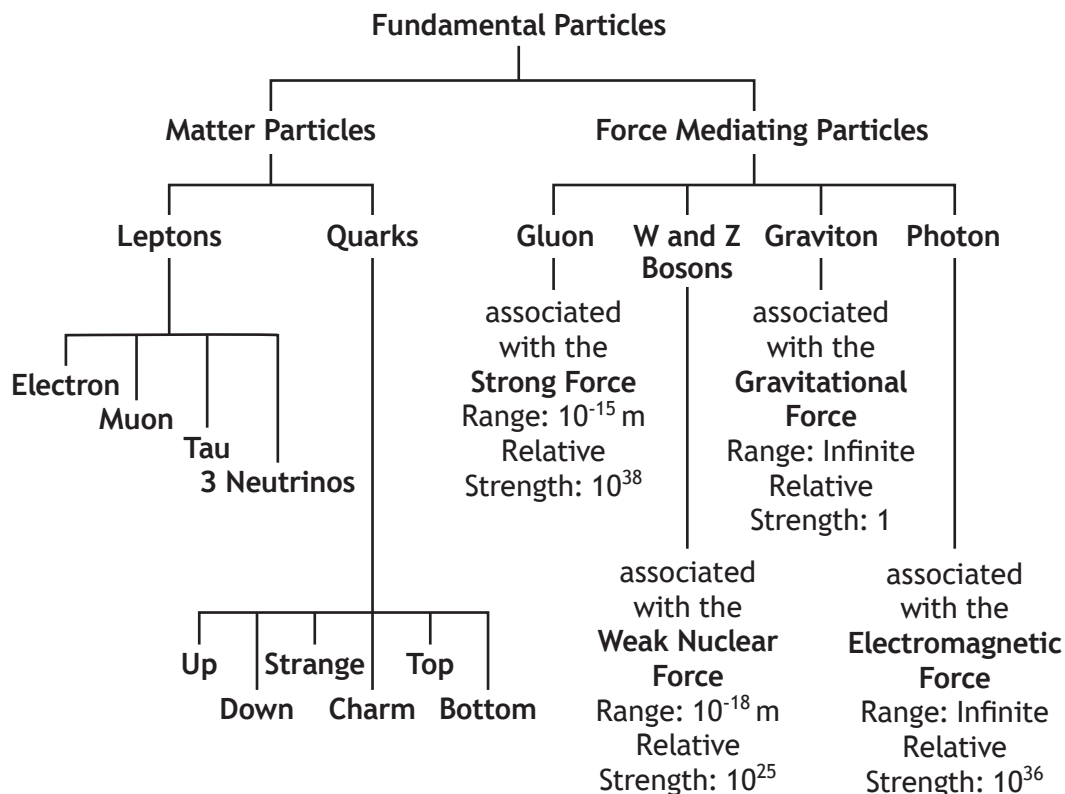 Fundamental Particles
Matter Particles
Force Mediating Particles
Leptons
Quarks
Gluon
W and Z
Bosons
Graviton
Photon
Electron
Muon
Tau
3 Neutrinos
Up
Down
Strange
Charm
Top
Bottom
associated
with the
Strong Force
Range: 10⁻¹⁵ m
Relative
Strength: 10³⁸
associated
with the
Weak Nuclear
Force
Range: 10⁻¹⁸ m
Relative
Strength: 10²⁵
associated
with the
Gravitational
Force
Range: Infinite
Relative
Strength: 1
associated
with the
Electromagnetic
Force
Range: Infinite
Relative
Strength: 10³⁶